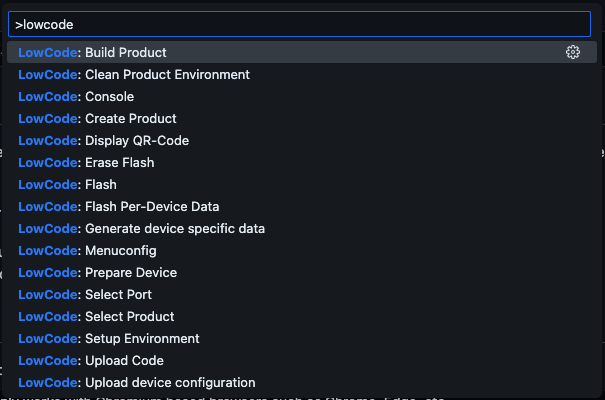 >lowcode
LowCode: Build Product
LowCode: Clean Product Environment
LowCode: Console
LowCode: Create Product
LowCode: Display QR-Code
LowCode: Erase Flash
LowCode: Flash
LowCode: Flash Per-Device Data
LowCode: Generate device specific data
LowCode: Menuconfig
LowCode: Prepare Device
LowCode: Select Port
LowCode: Select Product
LowCode: Setup Environment
LowCode: Upload Code
LowCode: Upload device configuration